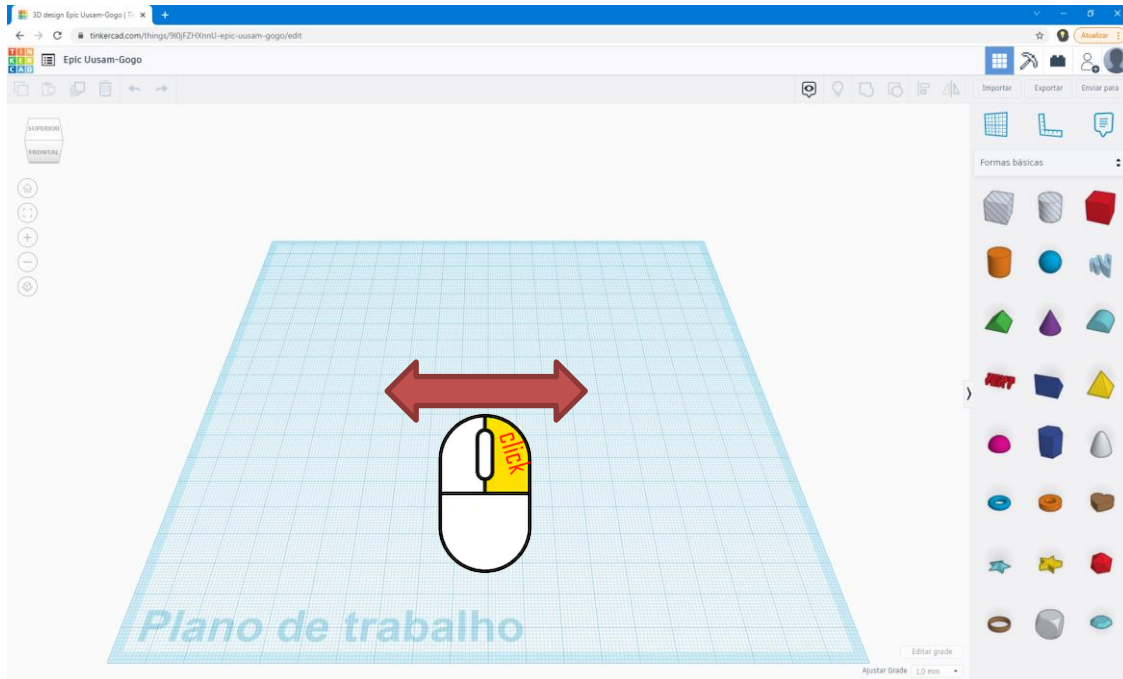 3D design Epic Uusam-Gogo | Ti
tinkercad.com/things/9I0jFZHXnnU-epic-uusam-gogo/edit
Atualizar
TIN
KER
CAD
Epic Uusam-Gogo
Importar
Exportar
Enviar para
SUPERIOR
FRONTAL
Formas básicas
click
Plano de trabalho
Editar grade
Ajustar Grade
1,0 mm